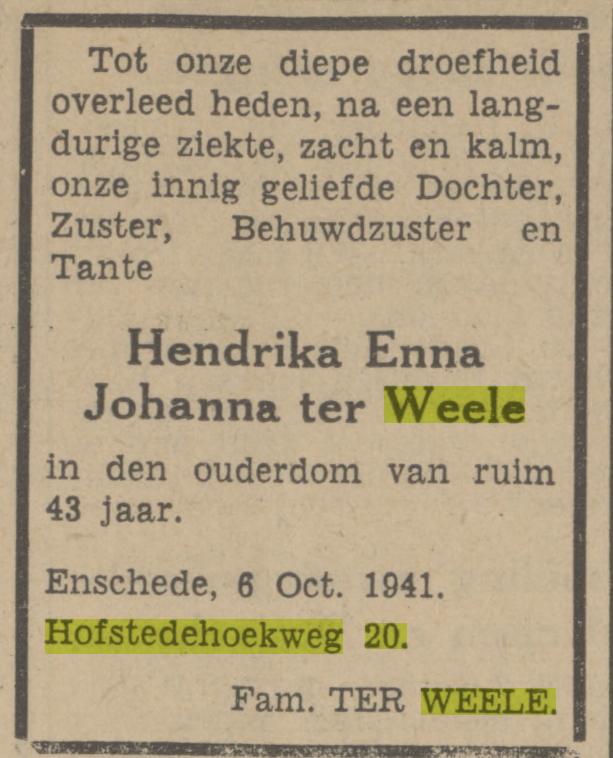 Tot onze diepe droefheid
overleed heden, na een lang-
durige ziekte, zacht en kalm,
onze innig geliefde Dochter,
Zuster, Behuwdzuster en
Tante
Hendrika Enna
Johanna ter Weele
in den ouderdom van ruim
43 jaar.
Enschede, 6 Oct. 1941.
Hofstedehoekweg 20.
Fam. TER WEELE.